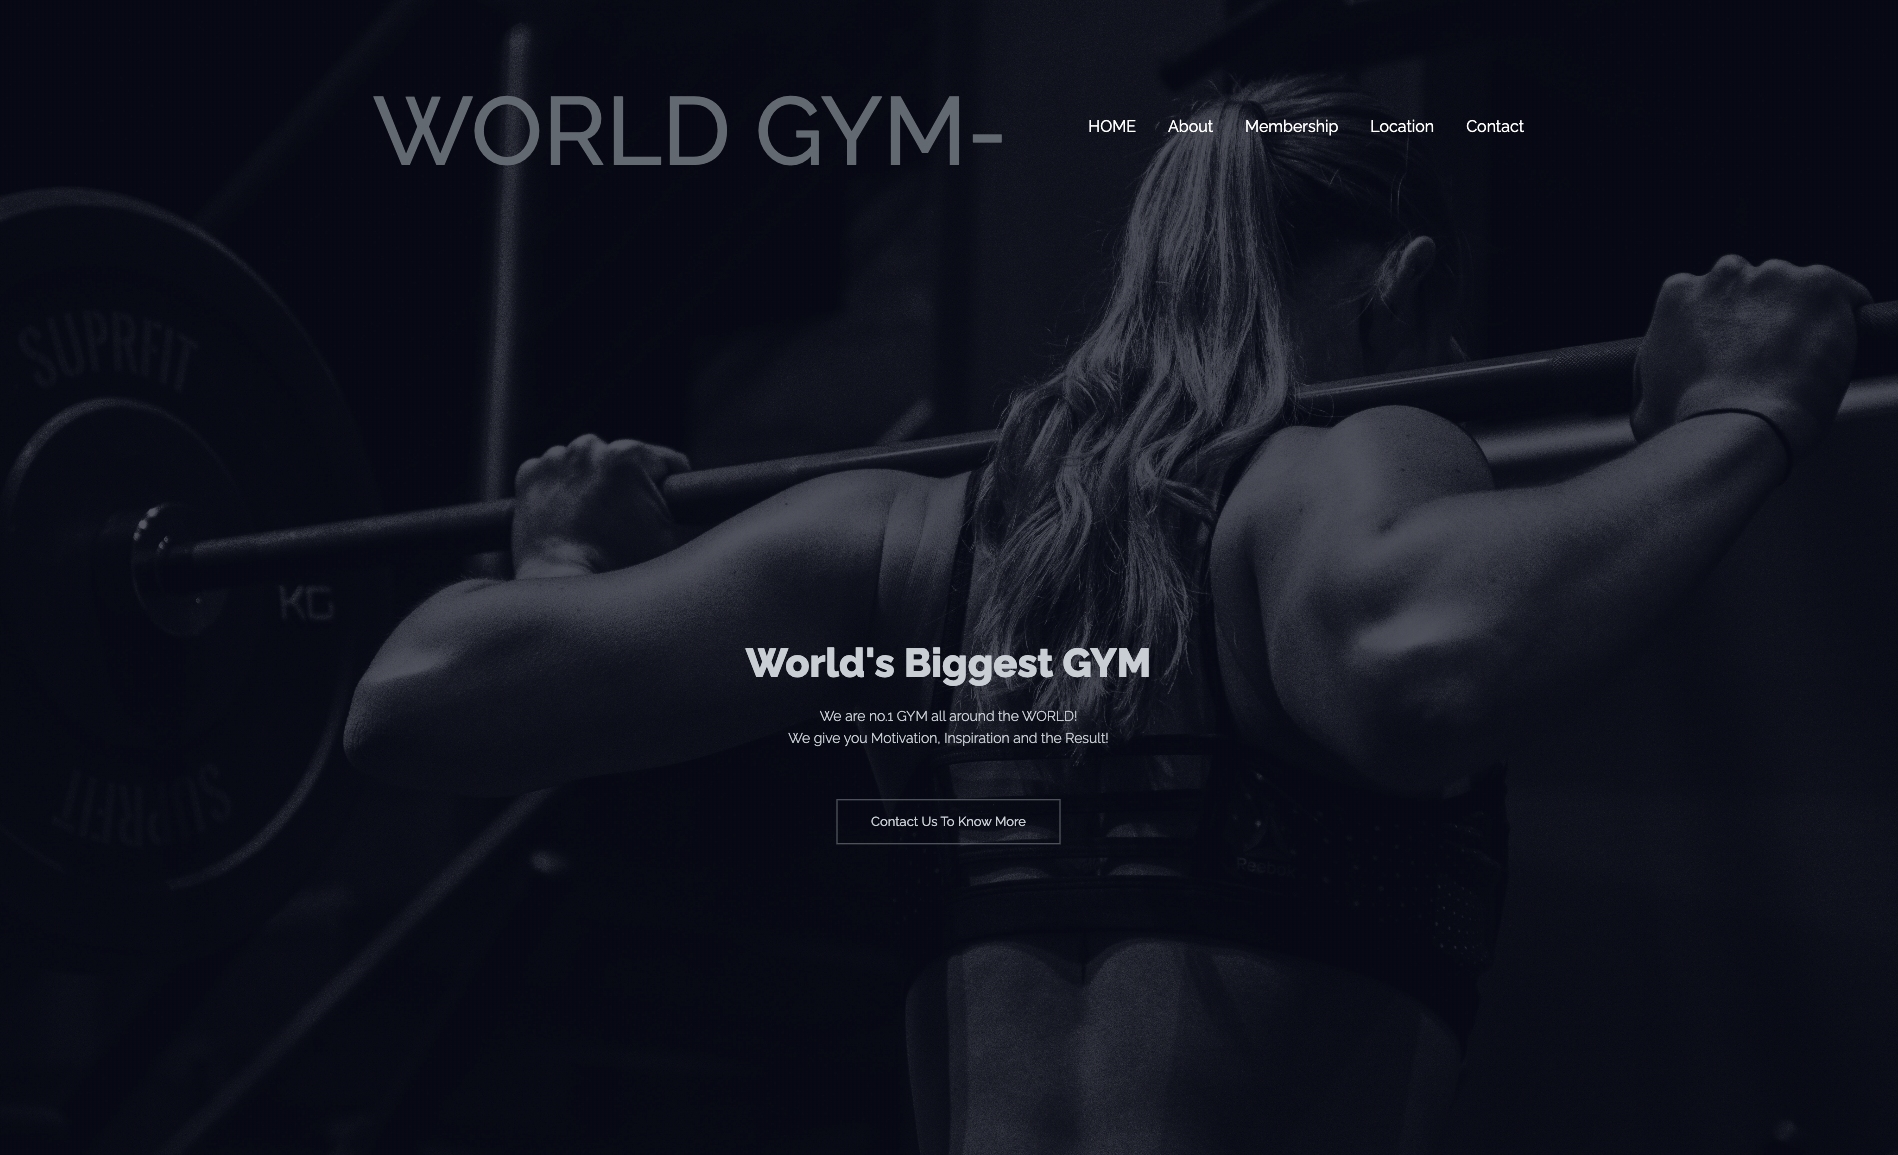 WORLD GYM-
HOME About Membership Location Contact
SUPRFIT
KG
World's Biggest GYM
We are no.1 GYM all around the WORLD!
We give you Motivation, Inspiration and the Result!
SUPRFIT
Contact Us To Know More
Reebok